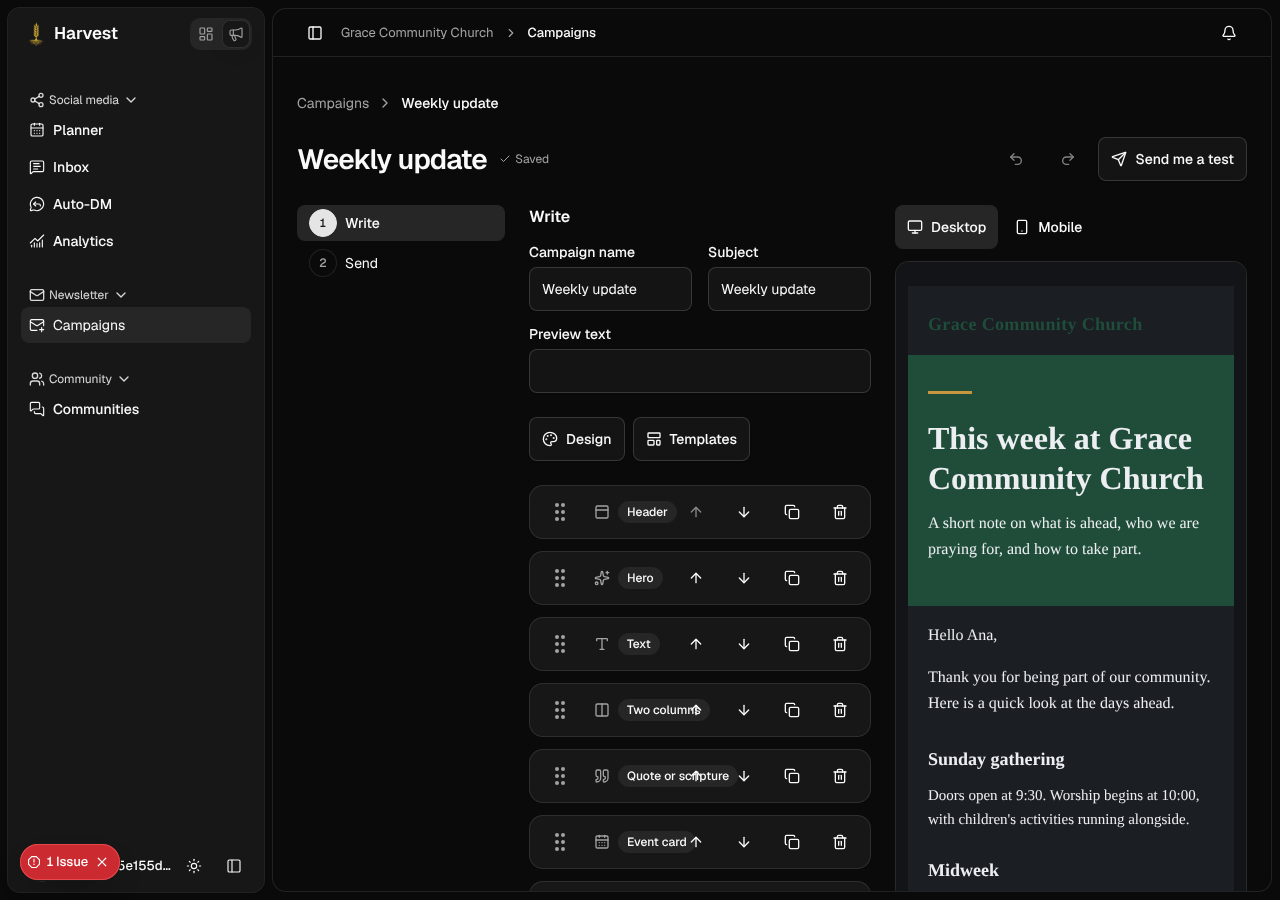 Harvest
Social media
Planner
Inbox
Auto-DM
Analytics
Newsletter
Campaigns
Community
Communities
1 Issue
5e155d...
Grace Community Church > Campaigns
Campaigns > Weekly update
Weekly update
Saved
Send me a test
1 Write
2 Send
Write
Campaign name
Subject
Weekly update
Weekly update
Preview text
Design
Templates
Header
Hero
Text
Two columns
Quote or scripture
Event card
Desktop
Mobile
Grace Community Church
This week at Grace
Community Church
A short note on what is ahead, who we are
praying for, and how to take part.
Hello Ana,
Thank you for being part of our community.
Here is a quick look at the days ahead.
Sunday gathering
Doors open at 9:30. Worship begins at 10:00,
with children's activities running alongside.
Midweek